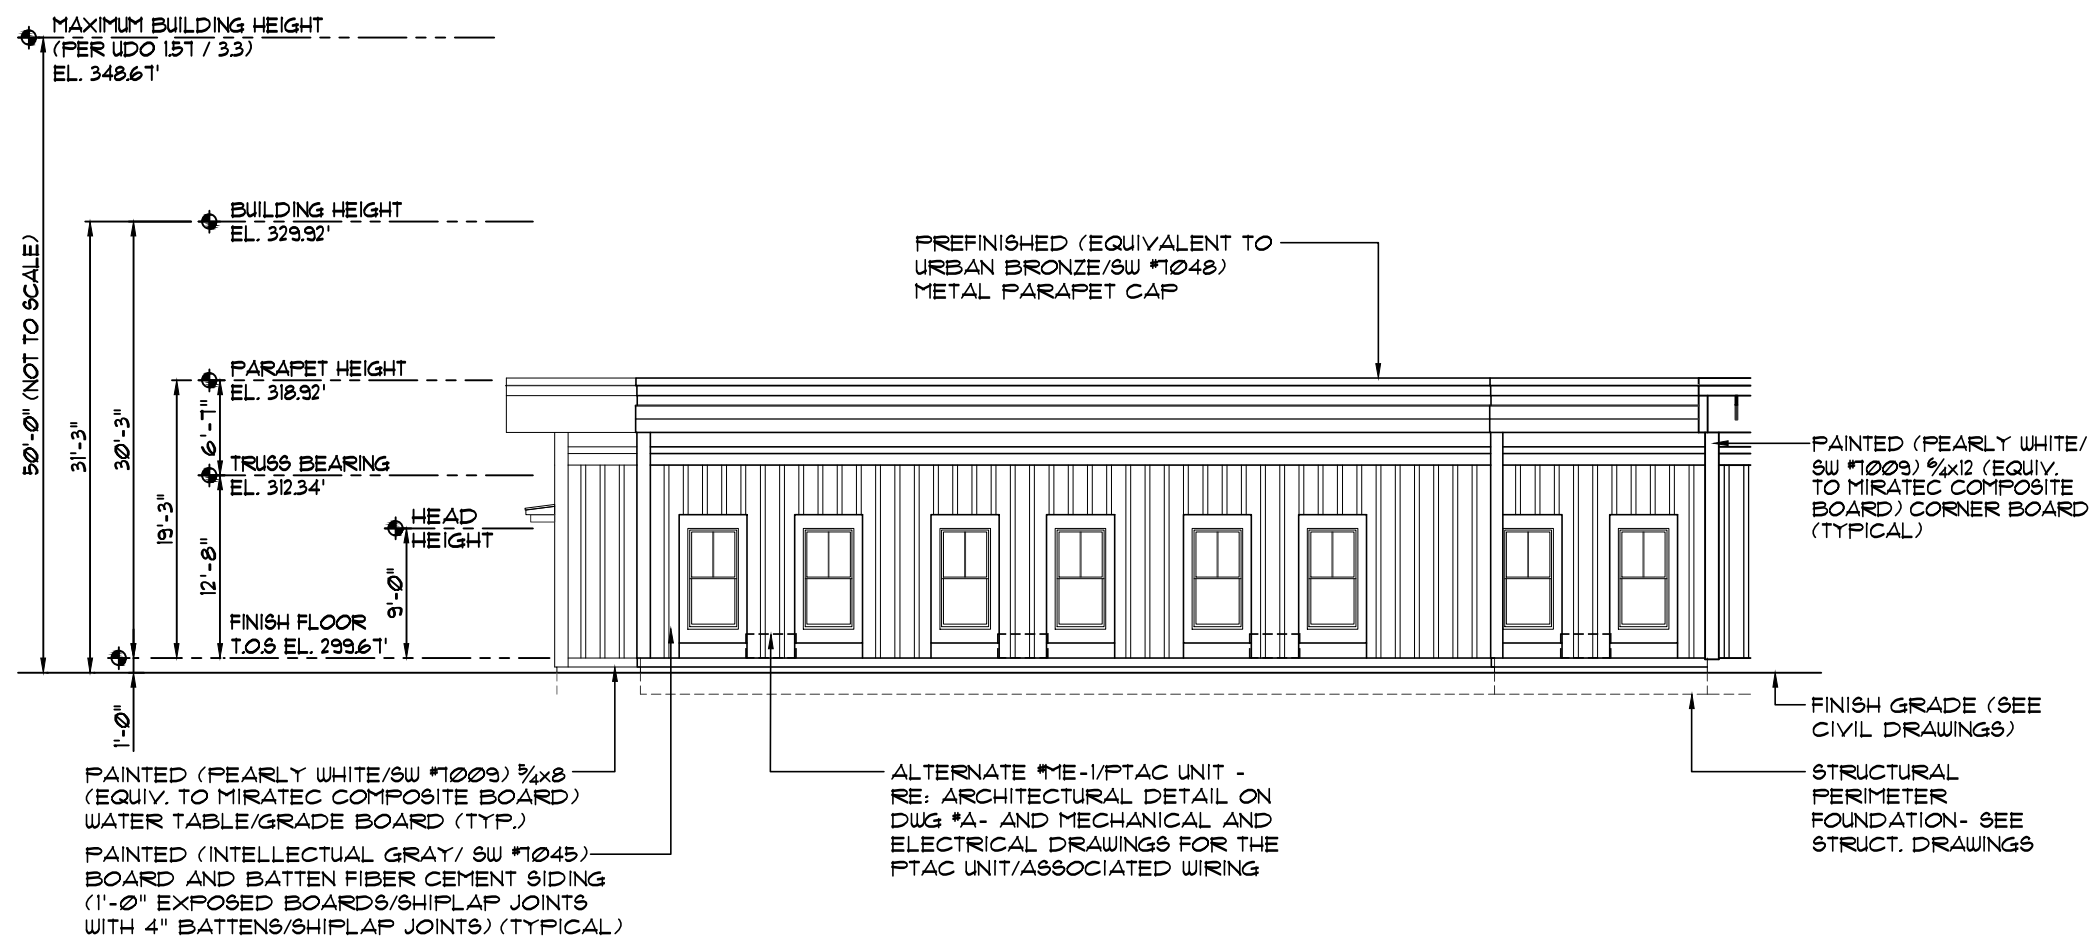 MAXIMUM BUILDING HEIGHT
(PER UDO 1.57 / 3.3)
EL. 348.67'
BUILDING HEIGHT
EL. 329.92'
PARAPET HEIGHT
EL. 318.92'
TRUSS BEARING
EL. 312.34'
HEAD
HEIGHT
FINISH FLOOR
T.O.S EL. 299.67'
50'-0" (NOT TO SCALE)
31'-3"
30'-3"
19'-3"
6'-7"
12'-8"
9'-0"
1'-0"
PREFINISHED (EQUIVALENT TO
URBAN BRONZE/SW #7048)
METAL PARAPET CAP
PAINTED (PEARLY WHITE/
SW #7009) 5/4x12 (EQUIV.
TO MIRATEC COMPOSITE
BOARD) CORNER BOARD
(TYPICAL)
FINISH GRADE (SEE
CIVIL DRAWINGS)
STRUCTURAL
PERIMETER
FOUNDATION- SEE
STRUCT. DRAWINGS
PAINTED (PEARLY WHITE/SW #7009) 5/4x8
(EQUIV. TO MIRATEC COMPOSITE BOARD)
WATER TABLE/GRADE BOARD (TYP.)
PAINTED (INTELLECTUAL GRAY/ SW #7045)
BOARD AND BATTEN FIBER CEMENT SIDING
(1'-0" EXPOSED BOARDS/SHIPLAP JOINTS
WITH 4" BATTENS/SHIPLAP JOINTS) (TYPICAL)
ALTERNATE #ME-1/PTAC UNIT -
RE: ARCHITECTURAL DETAIL ON
DWG #A- AND MECHANICAL AND
ELECTRICAL DRAWINGS FOR THE
PTAC UNIT/ASSOCIATED WIRING